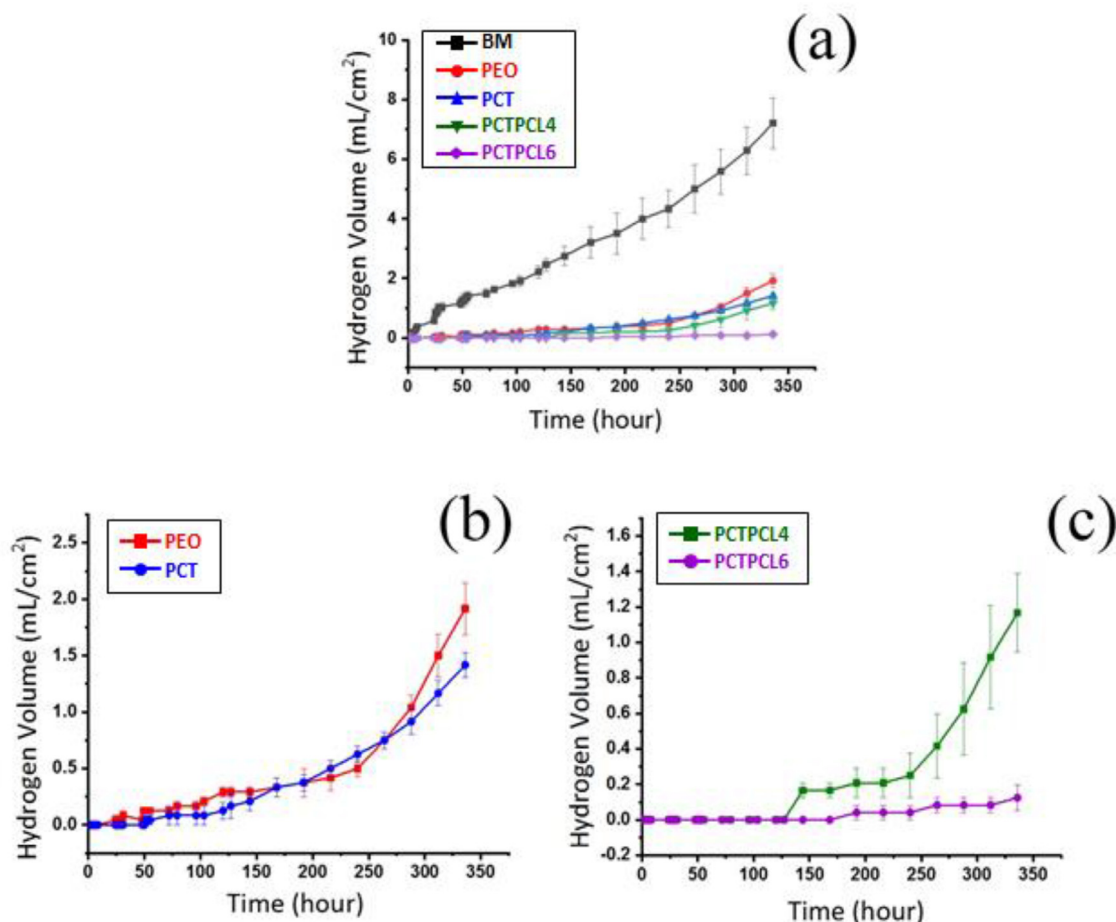 (a)
BM
PEO
PCT
PCTPCL4
PCTPCL6
Hydrogen Volume (mL/cm²)
10
8
6
4
2
0
0 50 100 150 200 250 300 350
Time (hour)
(b)
PEO
PCT
Hydrogen Volume (mL/cm²)
2.5
2.0
1.5
1.0
0.5
0.0
0 50 100 150 200 250 300 350
Time (hour)
(c)
PCTPCL4
PCTPCL6
Hydrogen Volume (mL/cm²)
1.6
1.4
1.2
1.0
0.8
0.6
0.4
0.2
0.0
-0.2
0 50 100 150 200 250 300 350
Time (hour)